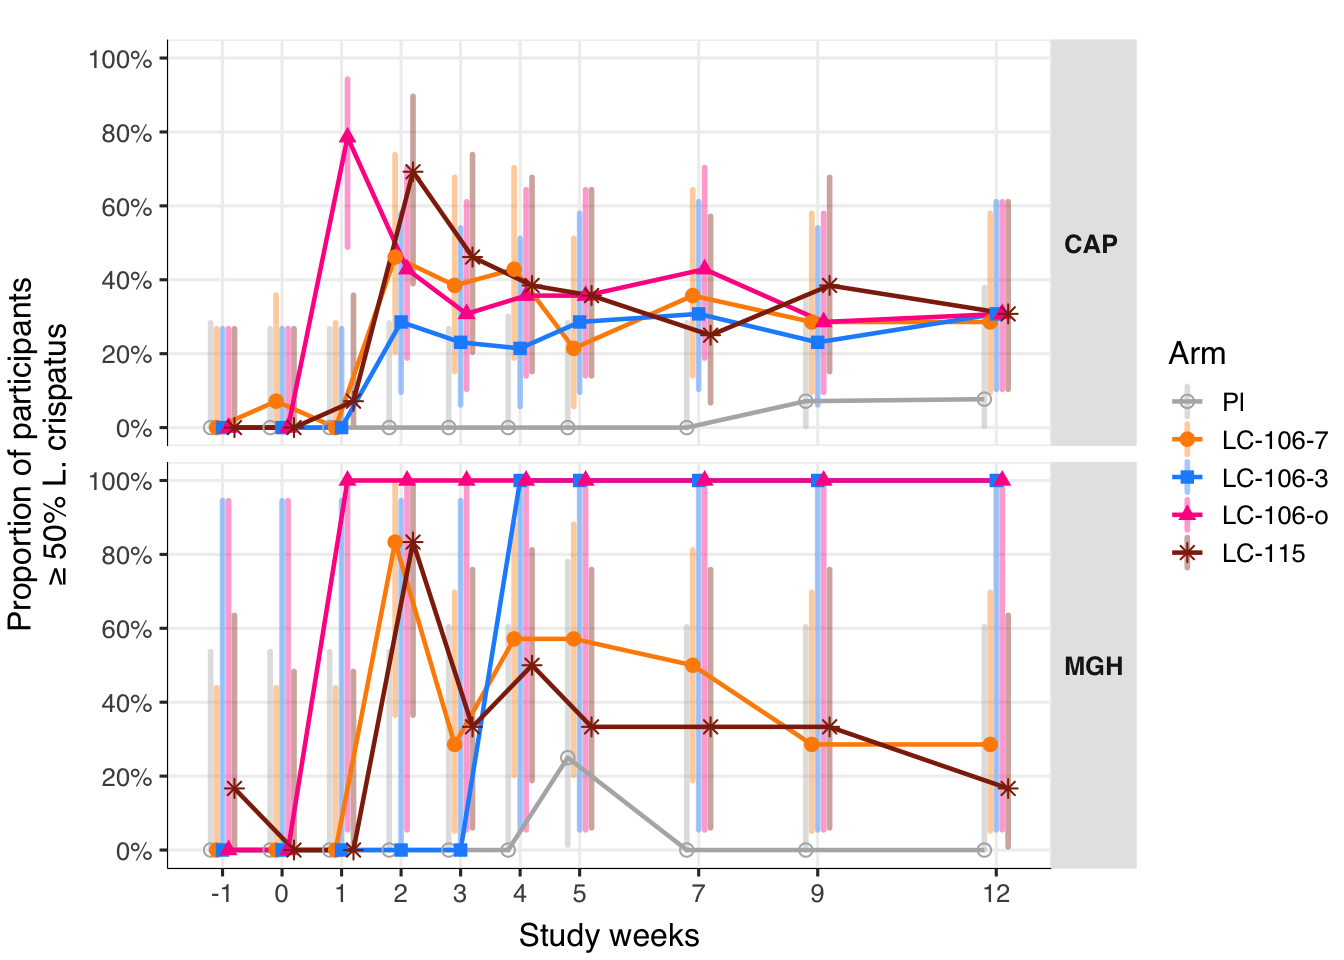 Proportion of participants
≥ 50% L. crispatus
100%
80%
60%
40%
20%
0%
CAP
100%
80%
60%
40%
20%
0%
MGH
-1 0 1 2 3 4 5 7 9 12
Study weeks
Arm
Pl
LC-106-7
LC-106-3
LC-106-o
LC-115